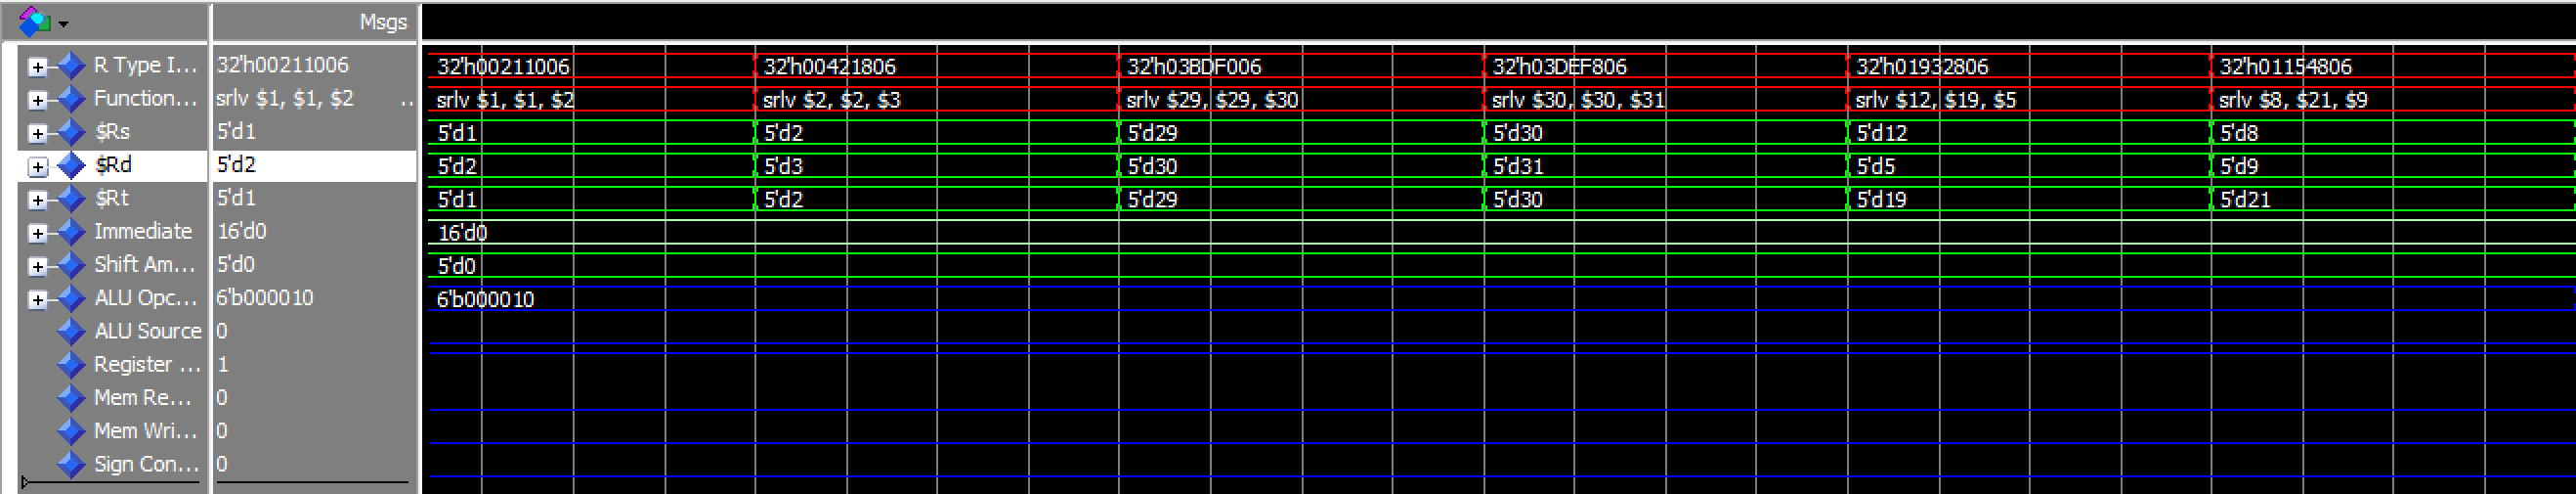 Msgs
R Type I... 32'h00211006 32'h00211006 32'h00421806 32'h03BDF006 32'h03DEF806 32'h01932806 32'h01154806
Function... srlv $1, $1, $2 .. srlv $1, $1, $2 srlv $2, $2, $3 srlv $29, $29, $30 srlv $30, $30, $31 srlv $12, $19, $5 srlv $8, $21, $9
$Rs 5'd1 5'd1 5'd2 5'd29 5'd30 5'd12 5'd8
$Rd 5'd2 5'd2 5'd3 5'd30 5'd31 5'd5 5'd9
$Rt 5'd1 5'd1 5'd2 5'd29 5'd30 5'd19 5'd21
Immediate 16'd0 16'd0
Shift Am... 5'd0 5'd0
ALU Opc... 6'b000010 6'b000010
ALU Source 0
Register ... 1
Mem Re... 0
Mem Wri... 0
Sign Con... 0